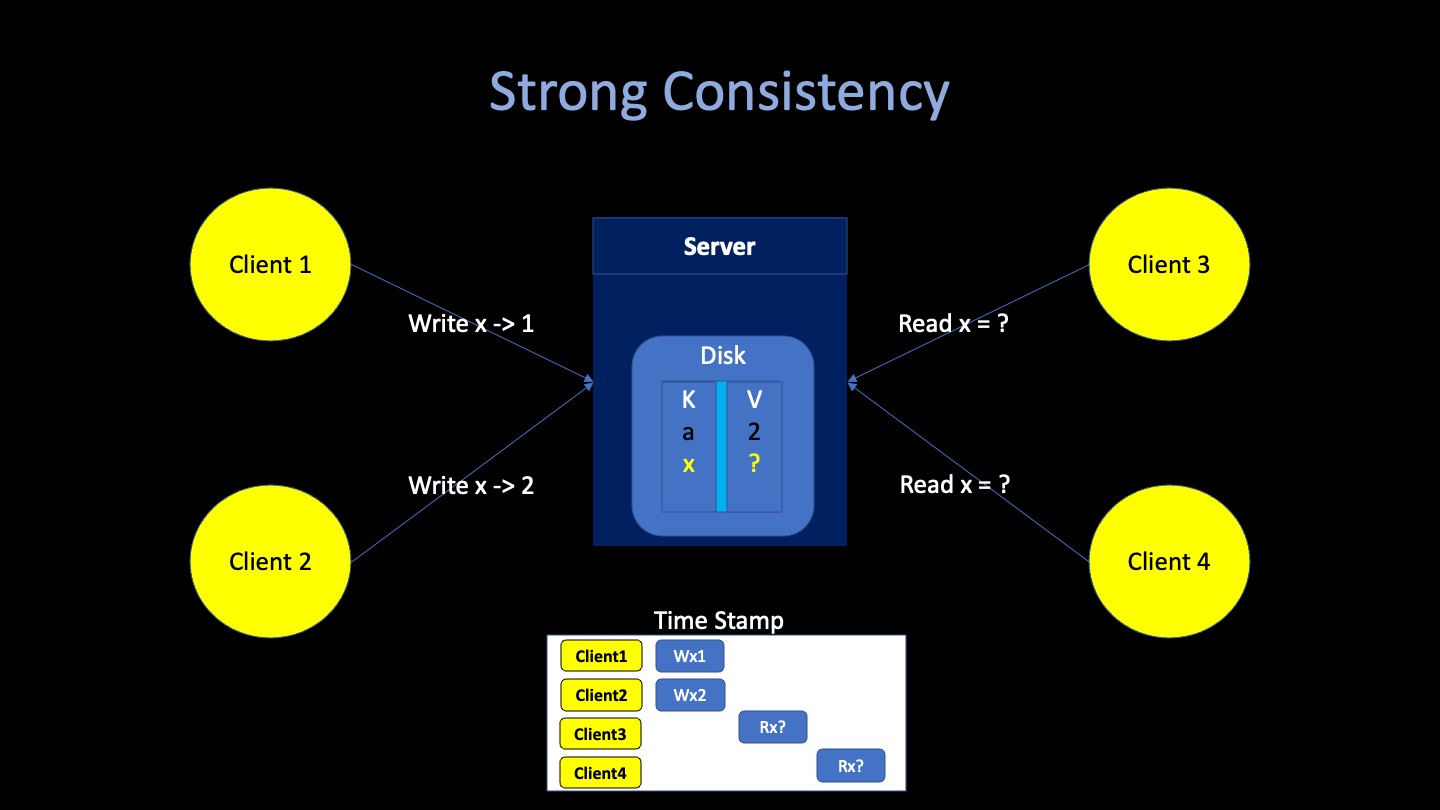 Strong Consistency
Client 1
Server
Client 3
Write x -> 1
Read x = ?
Disk
K V
a 2
x ?
Write x -> 2
Read x = ?
Client 2
Client 4
Time Stamp
Client1 Wx1
Client2 Wx2
Client3 Rx?
Client4 Rx?